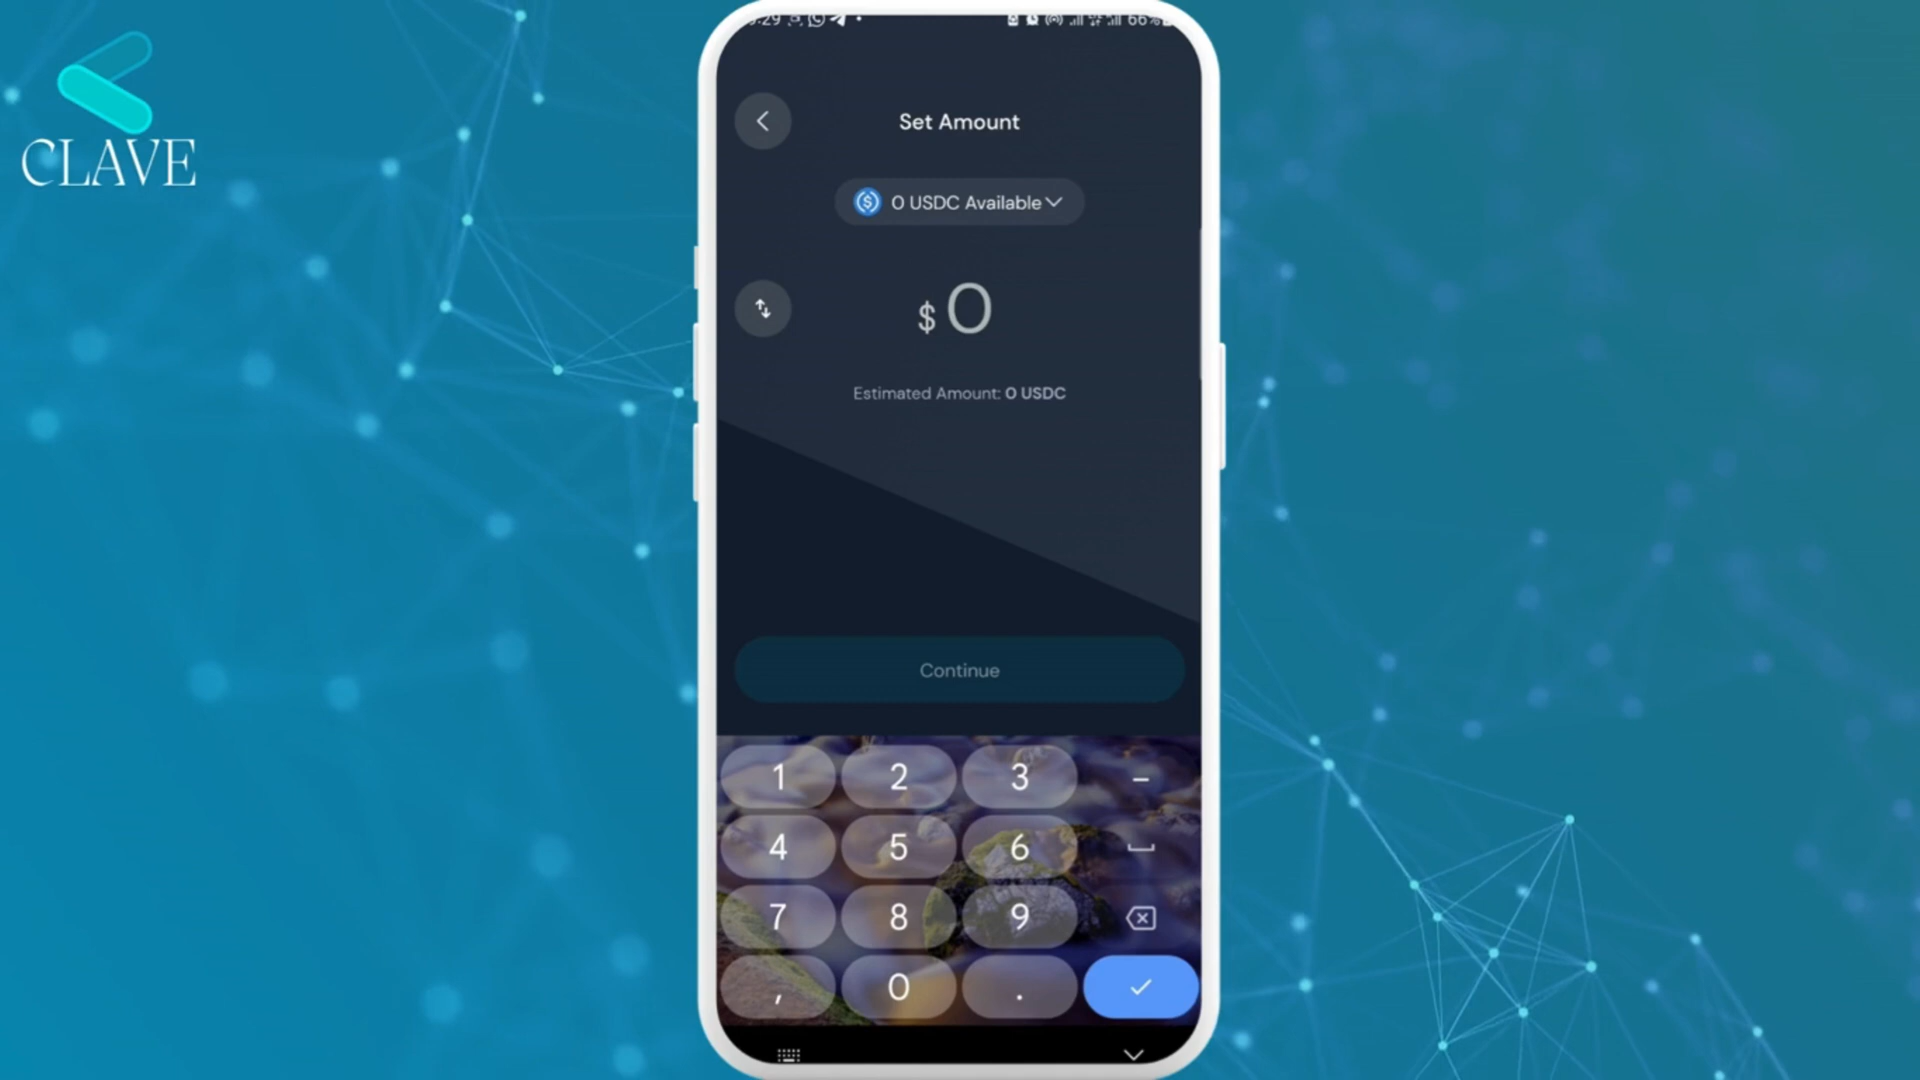 CLAVE
66%
Set Amount
0 USDC Available
$ 0
Estimated Amount: 0 USDC
Continue
1 2 3 -
4 5 6
7 8 9
, 0 .